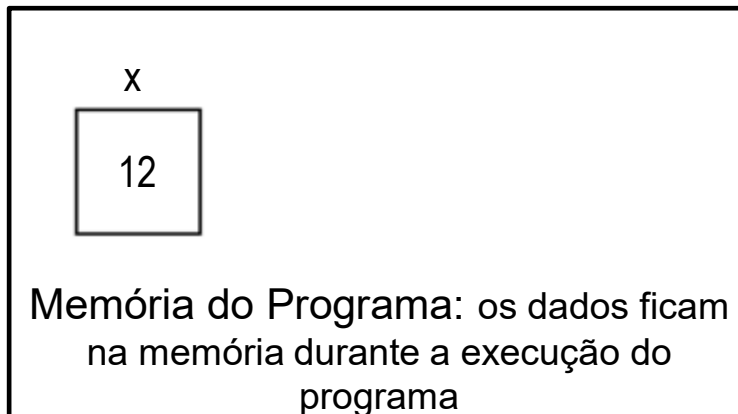 x
12
Memória do Programa: os dados ficam
na memória durante a execução do
programa